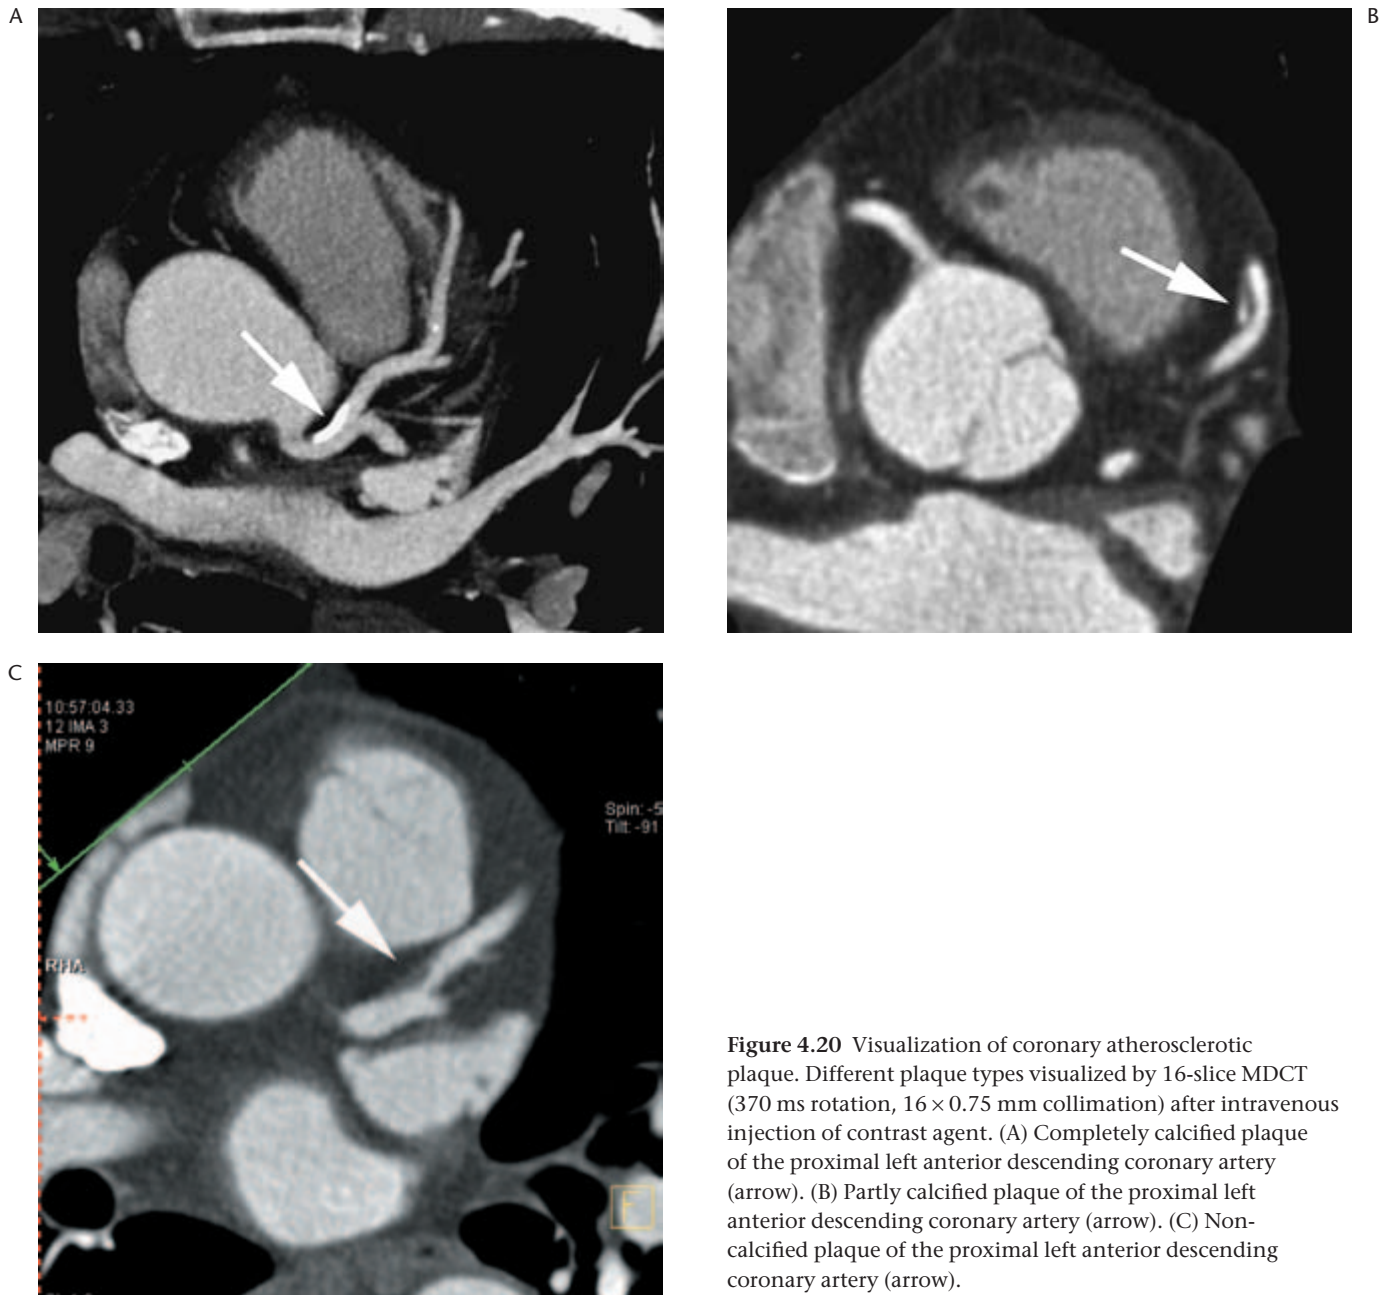 A
B
C
10:57:04.33
12 IMA 3
MPR 9
Spin: -5
Tilt: -91
RHA
F
Figure 4.20 Visualization of coronary atherosclerotic
plaque. Different plaque types visualized by 16-slice MDCT
(370 ms rotation, 16 × 0.75 mm collimation) after intravenous
injection of contrast agent. (A) Completely calcified plaque
of the proximal left anterior descending coronary artery
(arrow). (B) Partly calcified plaque of the proximal left
anterior descending coronary artery (arrow). (C) Non-
calcified plaque of the proximal left anterior descending
coronary artery (arrow).